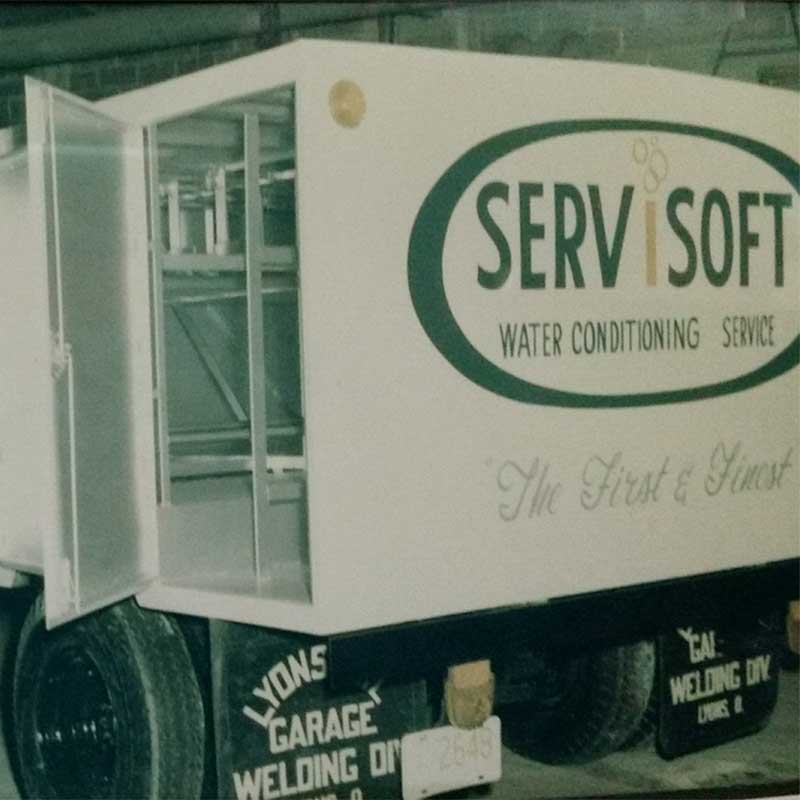 SERViSOFT
WATER CONDITIONING SERVICE
"The First & Finest
LYONS
GARAGE
WELDING DIV
GAR
WELDING DIV.
LYONS, O.